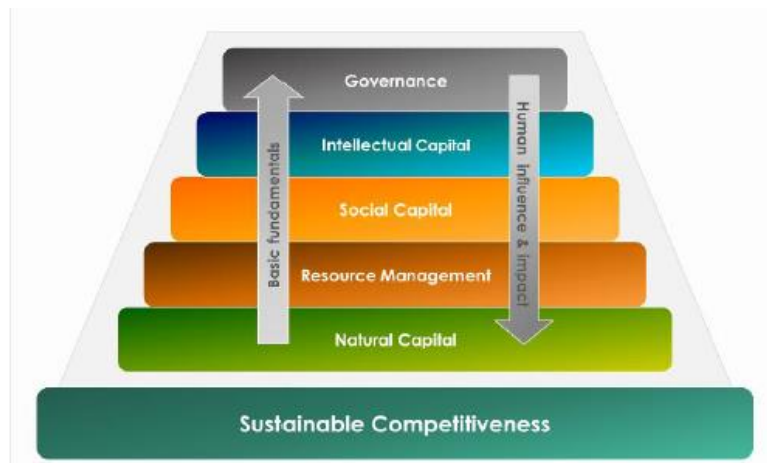 Governance
Intellectual Capital
Social Capital
Resource Management
Natural Capital
Basic fundamentals
Human influence & impact
Sustainable Competitiveness